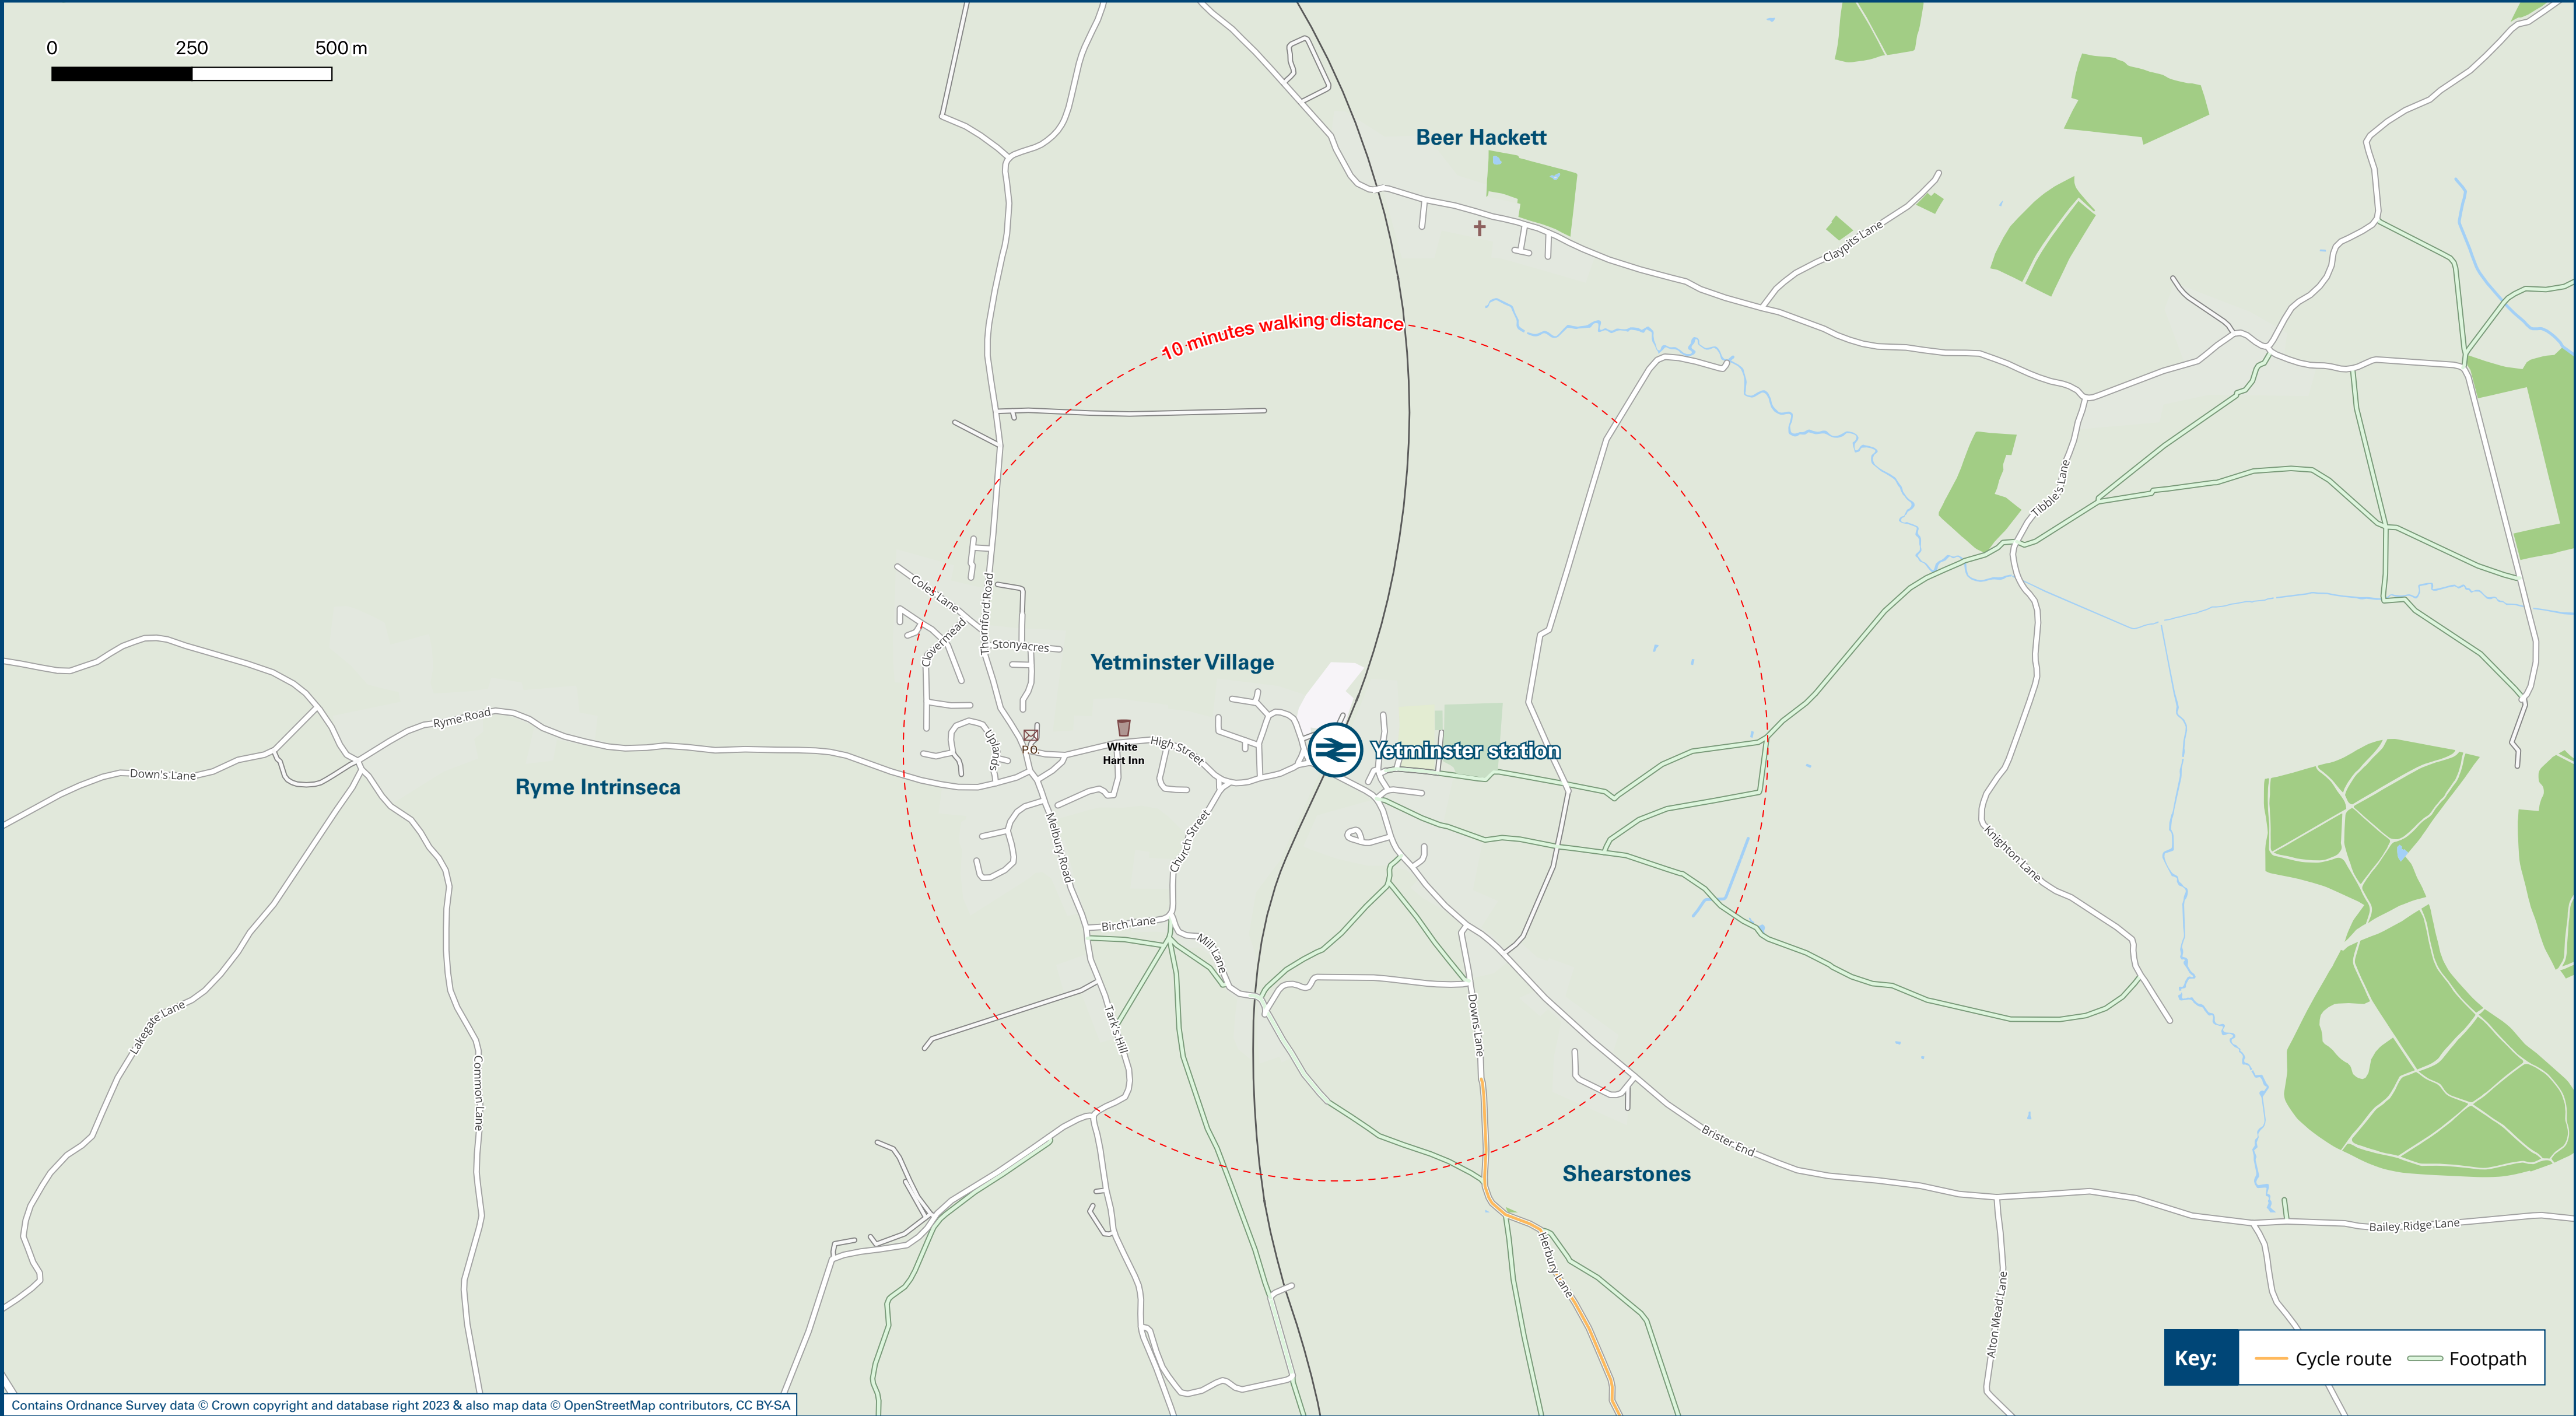 0 250 500 m
Beer Hackett
Claypits Lane
10 minutes walking distance
Tibble's Lane
Coles Lane
Thornford Road
Clovermead
Stonyacres
Yetminster Village
Ryme Road
Uplands
P.O.
White
Hart Inn
High Street
Yetminster station
Down's Lane
Ryme Intrinseca
Melbury Road
Church Street
Knighton Lane
Birch Lane
Mill Lane
Lakegate Lane
Tark's Hill
Downs Lane
Common Lane
Brister End
Shearstones
Bailey Ridge Lane
Herbury Lane
Alton Mead Lane
Key: Cycle route Footpath
Contains Ordnance Survey data © Crown copyright and database right 2023 & also map data © OpenStreetMap contributors, CC BY-SA